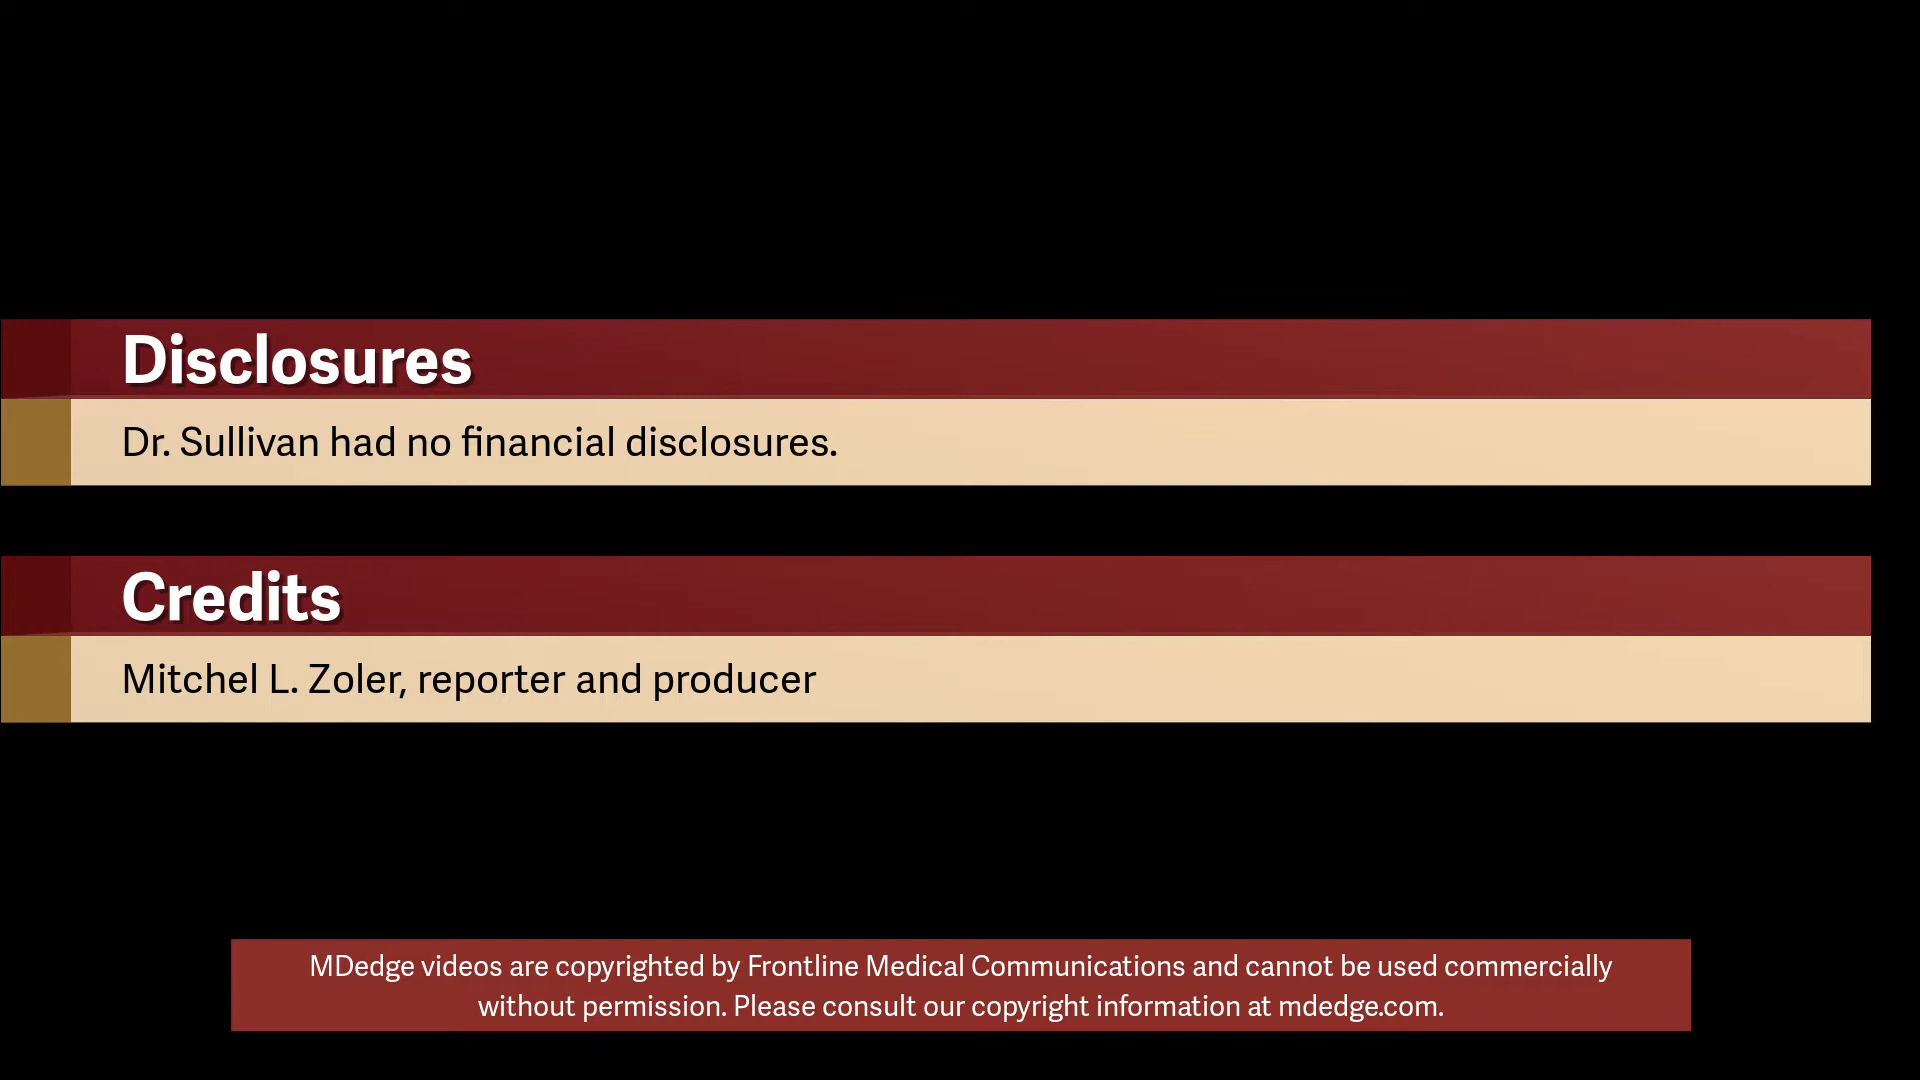 Disclosures
Dr. Sullivan had no financial disclosures.
Credits
Mitchel L. Zoler, reporter and producer
MDedge videos are copyrighted by Frontline Medical Communications and cannot be used commercially
without permission. Please consult our copyright information at mdedge.com.